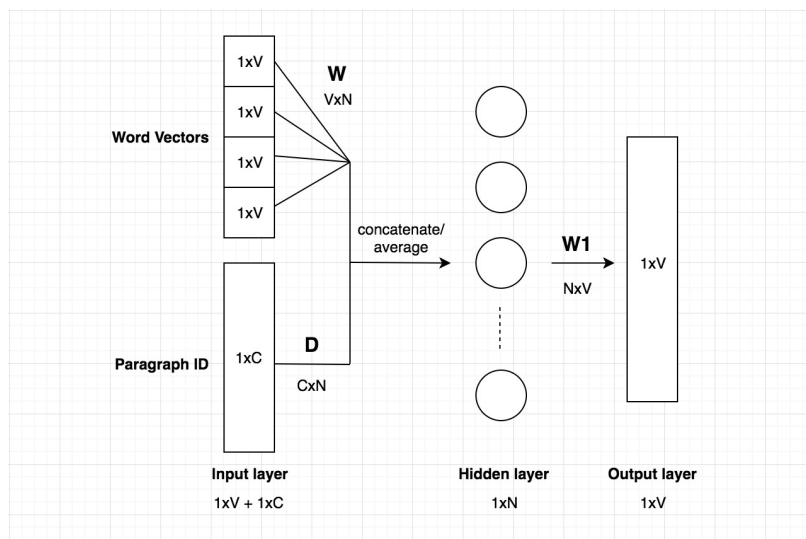 1xV
1xV
1xV
1xV
Word Vectors
W
VxN
concatenate/
average
W1
NxV
1xV
1xC
Paragraph ID
D
CxN
Input layer
1xV + 1xC
Hidden layer
1xN
Output layer
1xV